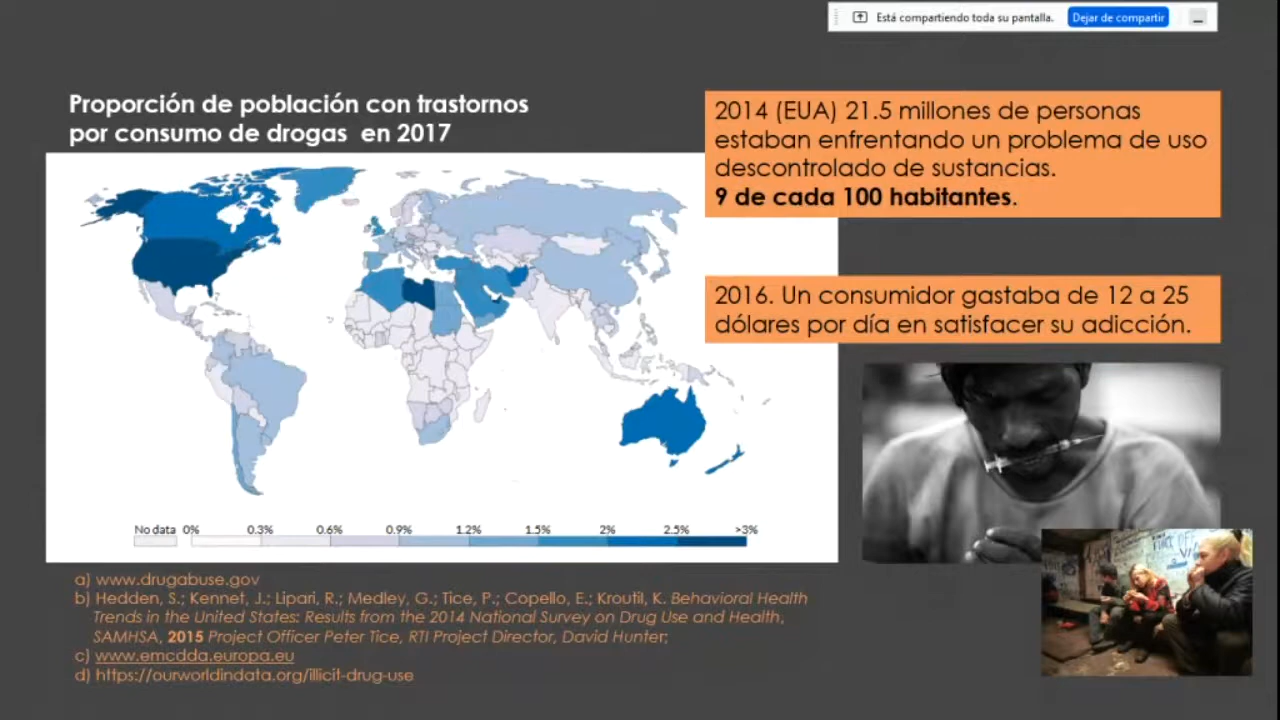 Está compartiendo toda su pantalla.
Dejar de compartir
Proporción de población con trastornos
por consumo de drogas en 2017
2014 (EUA) 21.5 millones de personas
estaban enfrentando un problema de uso
descontrolado de sustancias.
9 de cada 100 habitantes.
2016. Un consumidor gastaba de 12 a 25
dólares por día en satisfacer su adicción.
No data 0% 0.3% 0.6% 0.9% 1.2% 1.5% 2% 2.5% >3%
a) www.drugabuse.gov
b) Hedden, S.; Kennet, J.; Lipari, R.; Medley, G.; Tice, P.; Copello, E.; Kroutil, K. Behavioral Health
Trends in the United States: Results from the 2014 National Survey on Drug Use and Health,
SAMHSA, 2015 Project Officer Peter Tice, RTI Project Director, David Hunter;
c) www.emcdda.europa.eu
d) https://ourworldindata.org/illicit-drug-use